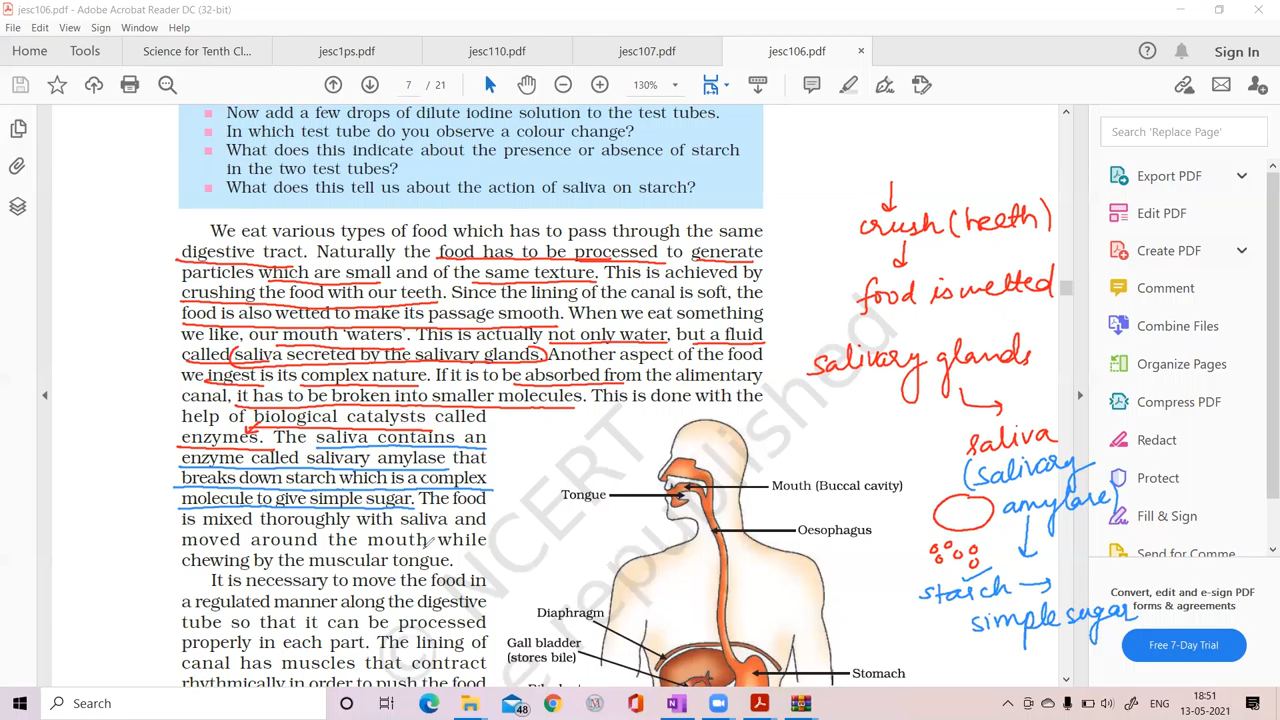 jesc106.pdf - Adobe Acrobat Reader DC (32-bit)
File Edit View Sign Window Help
Home Tools Science for Tenth Cl... jesc1ps.pdf jesc110.pdf jesc107.pdf jesc106.pdf × Sign In
7 / 21 130%
Now add a few drops of dilute iodine solution to the test tubes.
In which test tube do you observe a colour change?
What does this indicate about the presence or absence of starch
in the two test tubes?
What does this tell us about the action of saliva on starch?
We eat various types of food which has to pass through the same
digestive tract. Naturally the food has to be processed to generate
particles which are small and of the same texture. This is achieved by
crushing the food with our teeth. Since the lining of the canal is soft, the
food is also wetted to make its passage smooth. When we eat something
we like, our mouth 'waters'. This is actually not only water, but a fluid
called saliva secreted by the salivary glands. Another aspect of the food
we ingest is its complex nature. If it is to be absorbed from the alimentary
canal, it has to be broken into smaller molecules. This is done with the
help of biological catalysts called
enzymes. The saliva contains an
enzyme called salivary amylase that
breaks down starch which is a complex
molecule to give simple sugar. The food
is mixed thoroughly with saliva and
moved around the mouth while
chewing by the muscular tongue.
It is necessary to move the food in
a regulated manner along the digestive
tube so that it can be processed
properly in each part. The lining of
canal has muscles that contract
rhythmically in order to push the food
Tongue
Mouth (Buccal cavity)
Oesophagus
Diaphragm
Gall bladder
(stores bile)
Stomach
© NCERT
republished
crush (teeth)
food is wetted
salivary glands
saliva
(salivary
amylase)
starch →
simple sugar
Search 'Replace Page'
Export PDF
Edit PDF
Create PDF
Comment
Combine Files
Organize Pages
Compress PDF
Redact
Protect
Fill & Sign
Send for Comme
Convert, edit and e-sign PDF
forms & agreements
Free 7-Day Trial
Search
48
ENG
18:51
13-05-2021